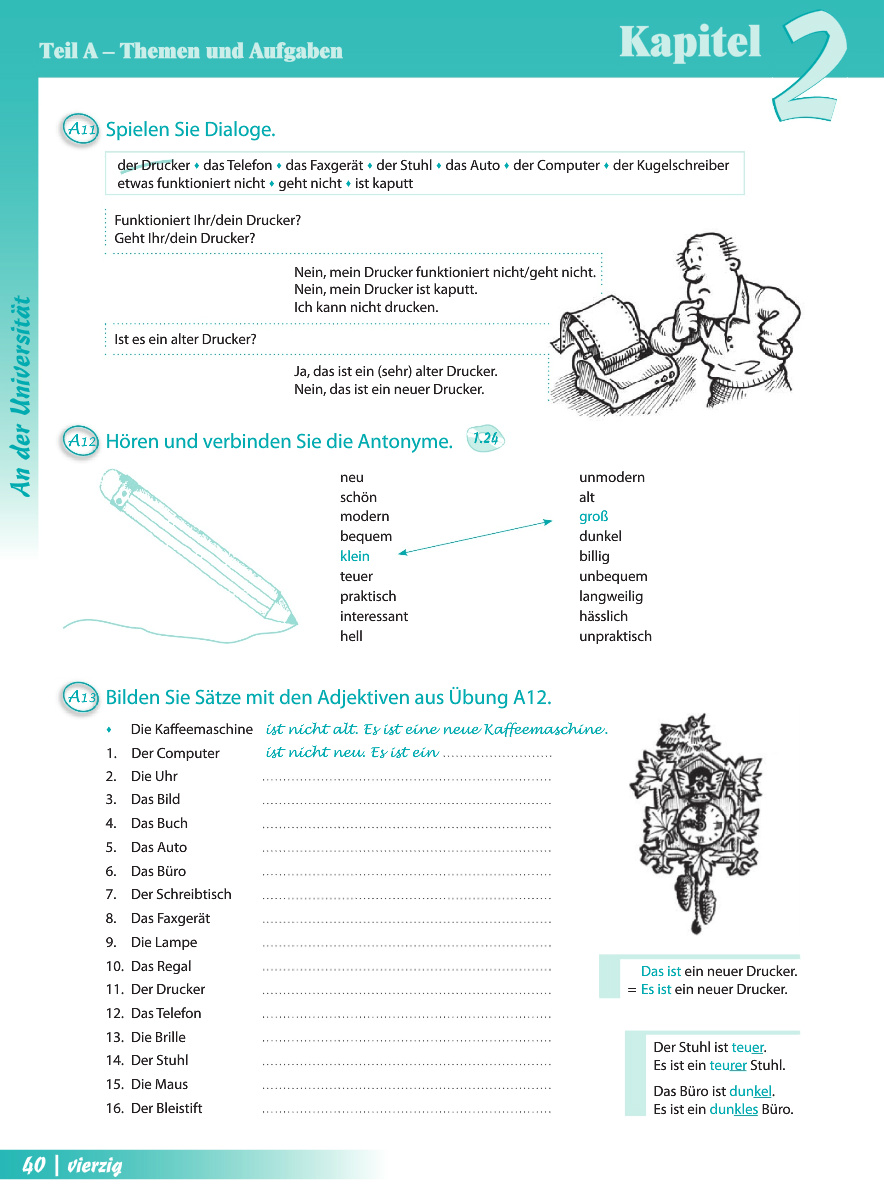 Teil A – Themen und Aufgaben
Kapitel 2
An der Universität
A11 Spielen Sie Dialoge.
der Drucker ♦ das Telefon ♦ das Faxgerät ♦ der Stuhl ♦ das Auto ♦ der Computer ♦ der Kugelschreiber
etwas funktioniert nicht ♦ geht nicht ♦ ist kaputt
Funktioniert Ihr/dein Drucker?
Geht Ihr/dein Drucker?
Nein, mein Drucker funktioniert nicht/geht nicht.
Nein, mein Drucker ist kaputt.
Ich kann nicht drucken.
Ist es ein alter Drucker?
Ja, das ist ein (sehr) alter Drucker.
Nein, das ist ein neuer Drucker.
A12 Hören und verbinden Sie die Antonyme. 1.24
neu unmodern
schön alt
modern groß
bequem dunkel
klein billig
teuer unbequem
praktisch langweilig
interessant hässlich
hell unpraktisch
A13 Bilden Sie Sätze mit den Adjektiven aus Übung A12.
♦ Die Kaffeemaschine ist nicht alt. Es ist eine neue Kaffeemaschine.
1. Der Computer ist nicht neu. Es ist ein ..........................
2. Die Uhr
3. Das Bild
4. Das Buch
5. Das Auto
6. Das Büro
7. Der Schreibtisch
8. Das Faxgerät
9. Die Lampe
10. Das Regal
11. Der Drucker
12. Das Telefon
13. Die Brille
14. Der Stuhl
15. Die Maus
16. Der Bleistift
Das ist ein neuer Drucker.
= Es ist ein neuer Drucker.
Der Stuhl ist teuer.
Es ist ein teurer Stuhl.
Das Büro ist dunkel.
Es ist ein dunkles Büro.
40 | vierzig